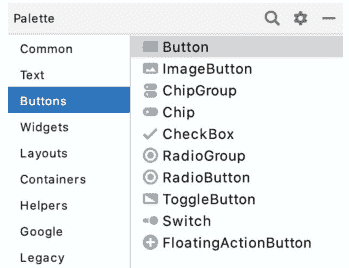 Palette
Common
Text
Buttons
Widgets
Layouts
Containers
Helpers
Google
Legacy
Button
ImageButton
ChipGroup
Chip
CheckBox
RadioGroup
RadioButton
ToggleButton
Switch
FloatingActionButton